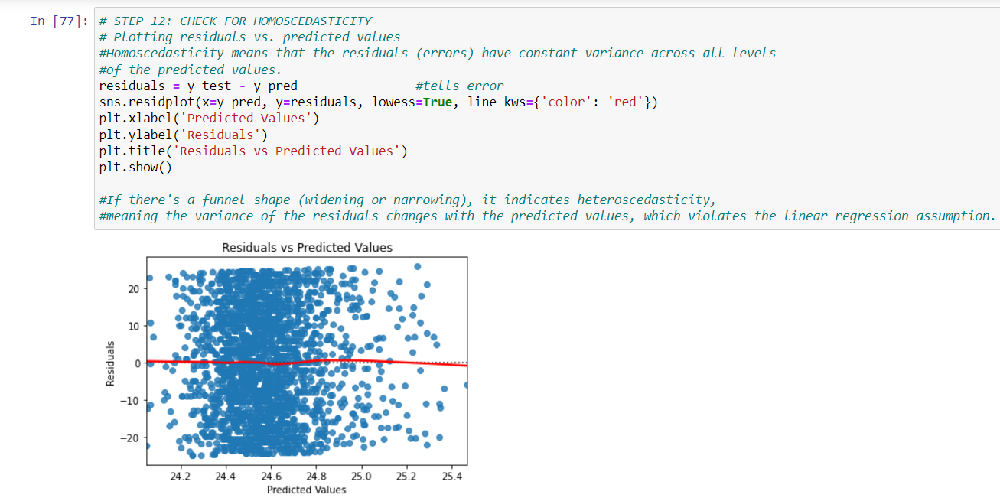 In [77]: # STEP 12: CHECK FOR HOMOSCEDASTICITY
# Plotting residuals vs. predicted values
#Homoscedasticity means that the residuals (errors) have constant variance across all levels
#of the predicted values.
residuals = y_test - y_pred #tells error
sns.residplot(x=y_pred, y=residuals, lowess=True, line_kws={'color': 'red'})
plt.xlabel('Predicted Values')
plt.ylabel('Residuals')
plt.title('Residuals vs Predicted Values')
plt.show()
#If there's a funnel shape (widening or narrowing), it indicates heteroscedasticity,
#meaning the variance of the residuals changes with the predicted values, which violates the linear regression assumption.
Residuals vs Predicted Values
20
10
0
−10
−20
Residuals
24.2 24.4 24.6 24.8 25.0 25.2 25.4
Predicted Values